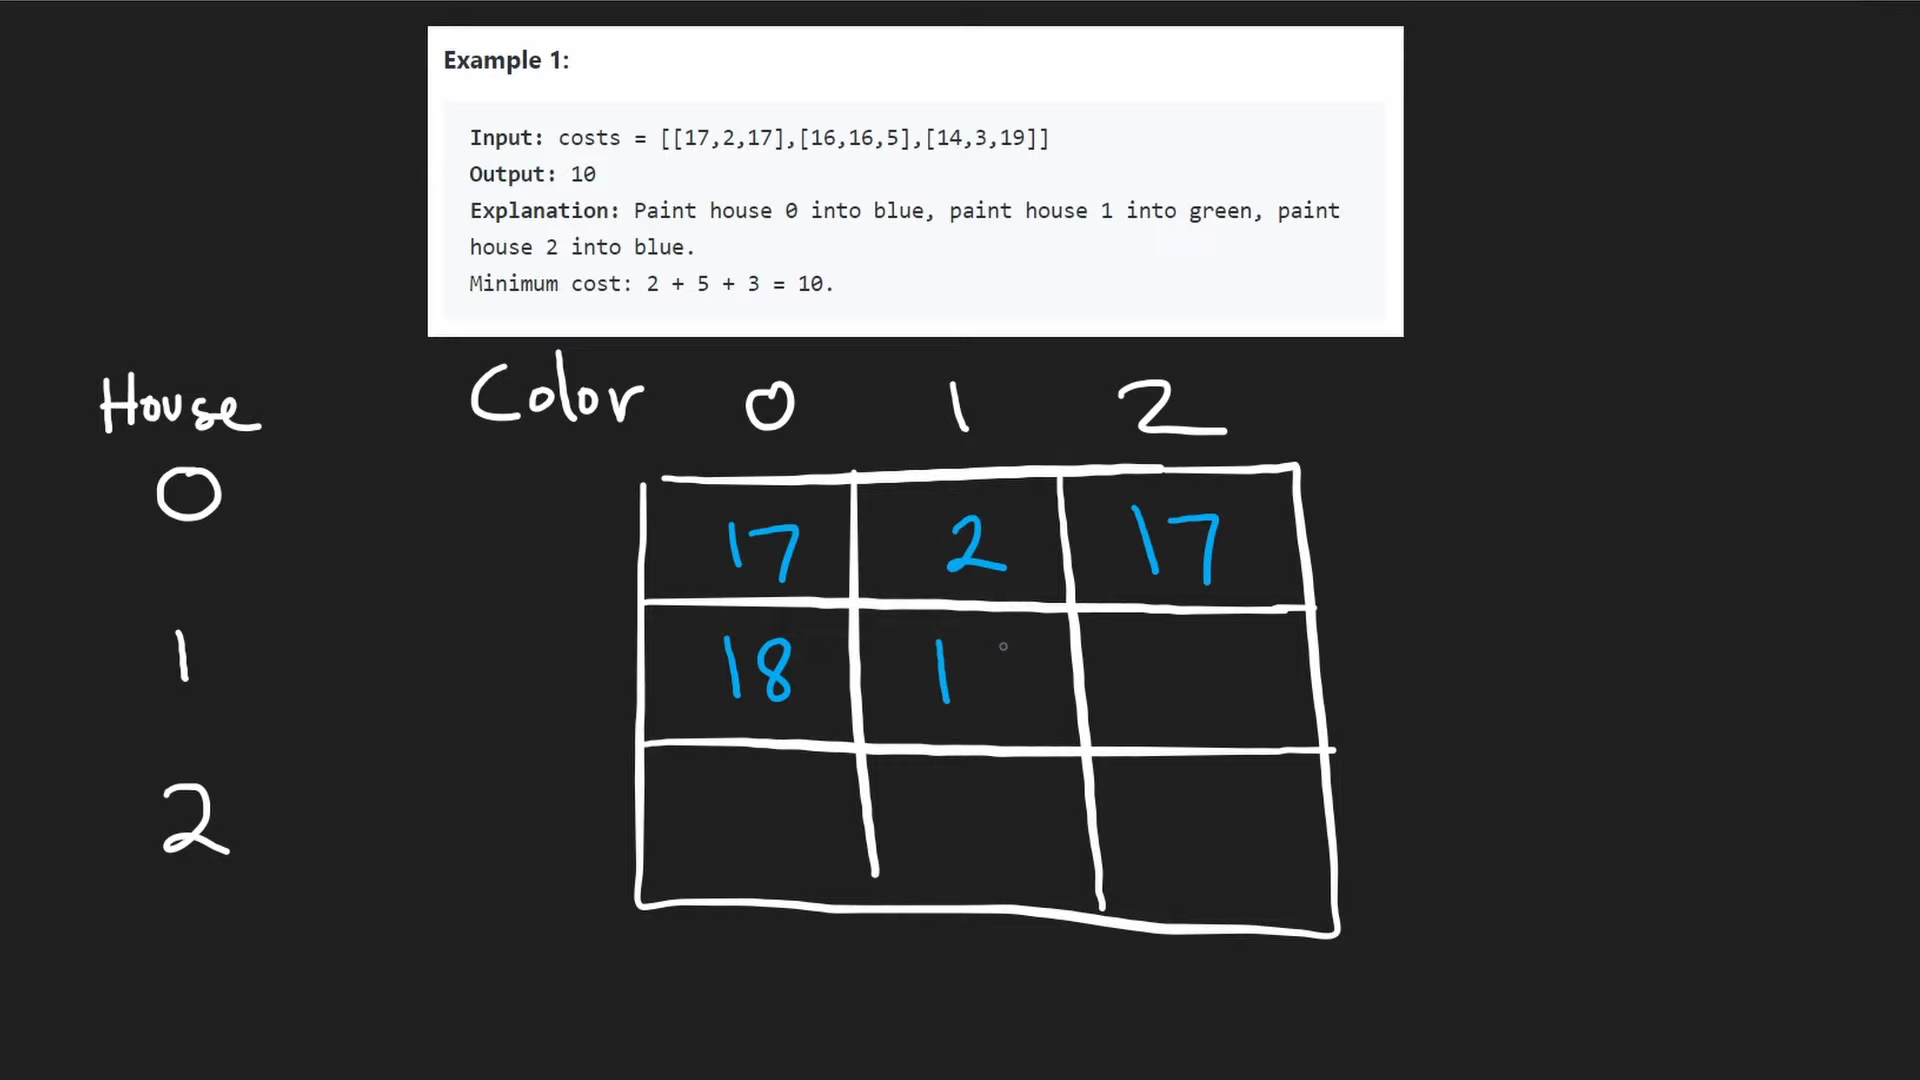 Example 1:
Input: costs = [[17,2,17],[16,16,5],[14,3,19]]
Output: 10
Explanation: Paint house 0 into blue, paint house 1 into green, paint
house 2 into blue.
Minimum cost: 2 + 5 + 3 = 10.
House Color 0 1 2
0 17 2 17
1 18 1
2